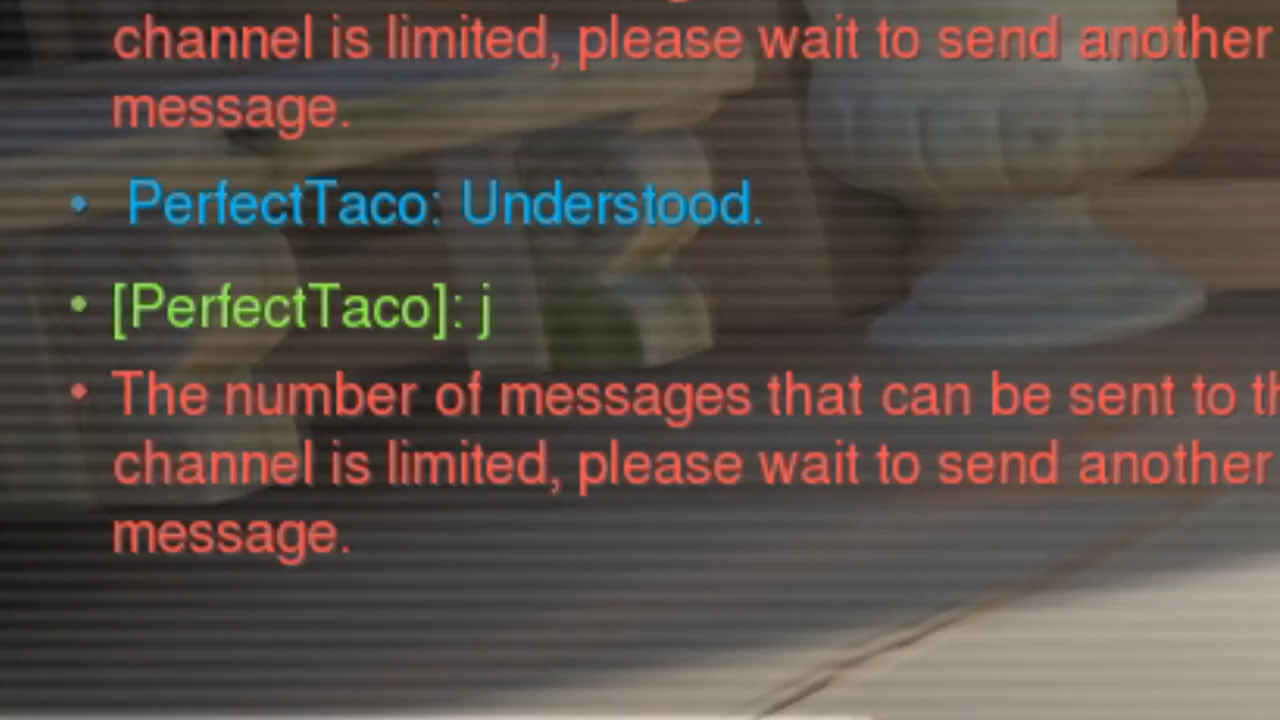 channel is limited, please wait to send another
message.
• PerfectTaco: Understood.
• [PerfectTaco]: j
• The number of messages that can be sent to
channel is limited, please wait to send another
message.